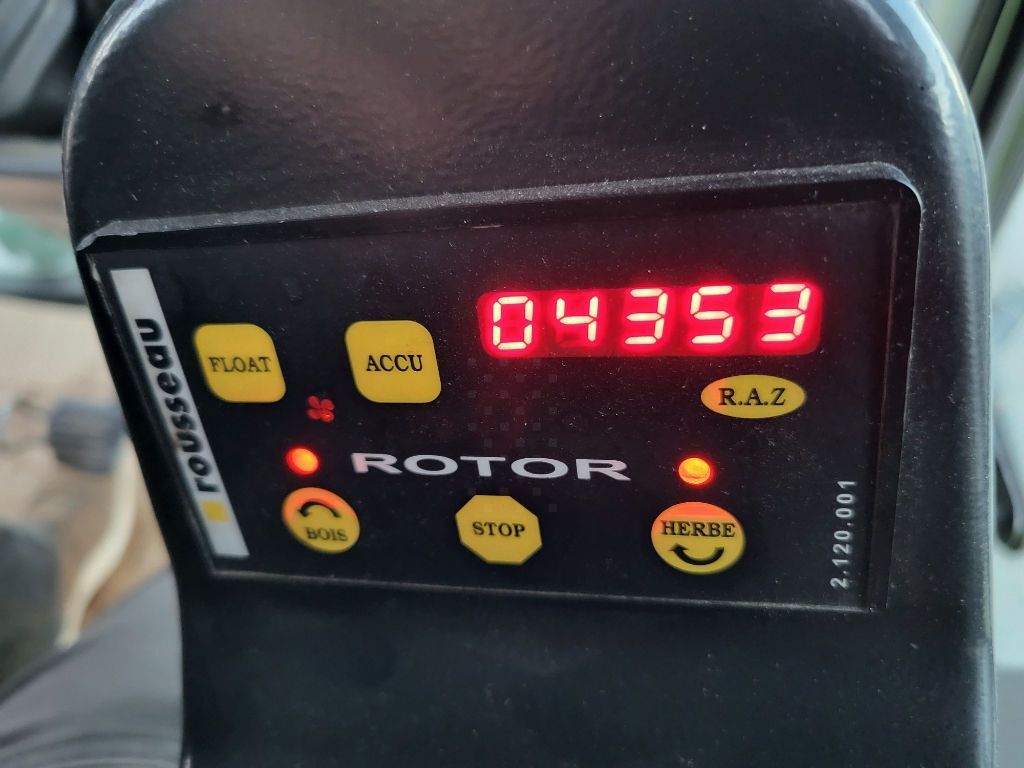 rousseau
04353
FLOAT
ACCU
R.A.Z
ROTOR
BOIS
STOP
HERBE
2.120.001